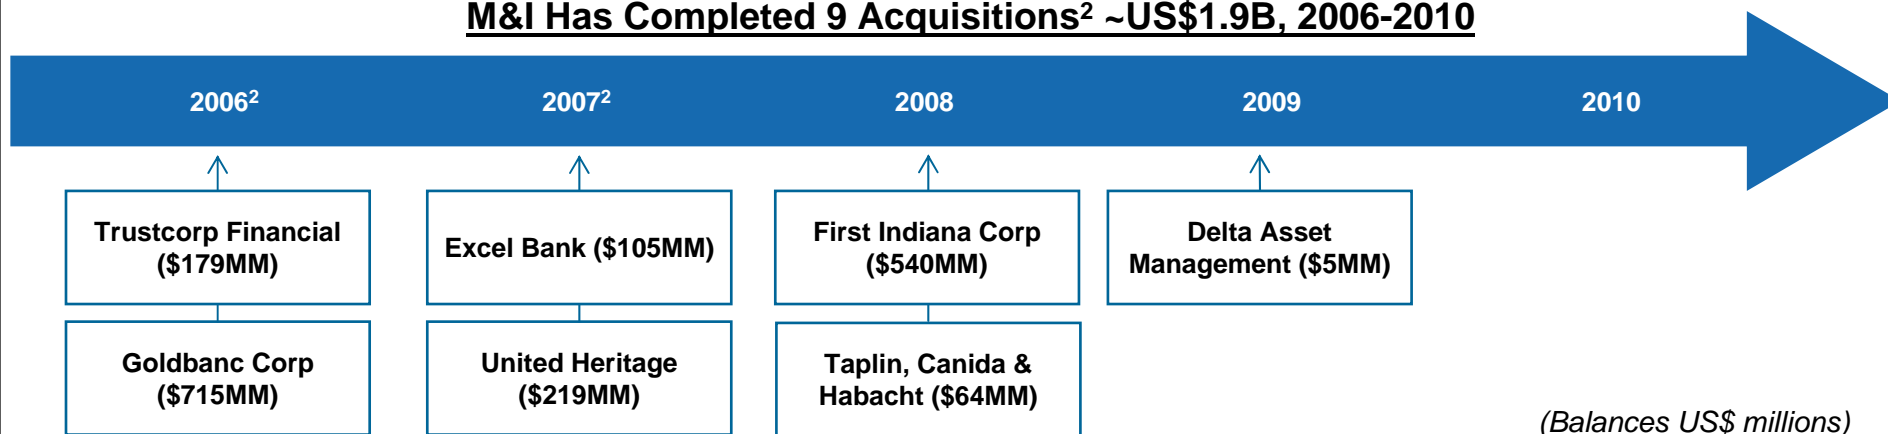 M&I Has Completed 9 Acquisitions² ~US$1.9B, 2006-2010
2006² 2007² 2008 2009 2010
Trustcorp Financial
($179MM)
Excel Bank ($105MM)
First Indiana Corp
($540MM)
Delta Asset
Management ($5MM)
Goldbanc Corp
($715MM)
United Heritage
($219MM)
Taplin, Canida &
Habacht ($64MM)
(Balances US$ millions)